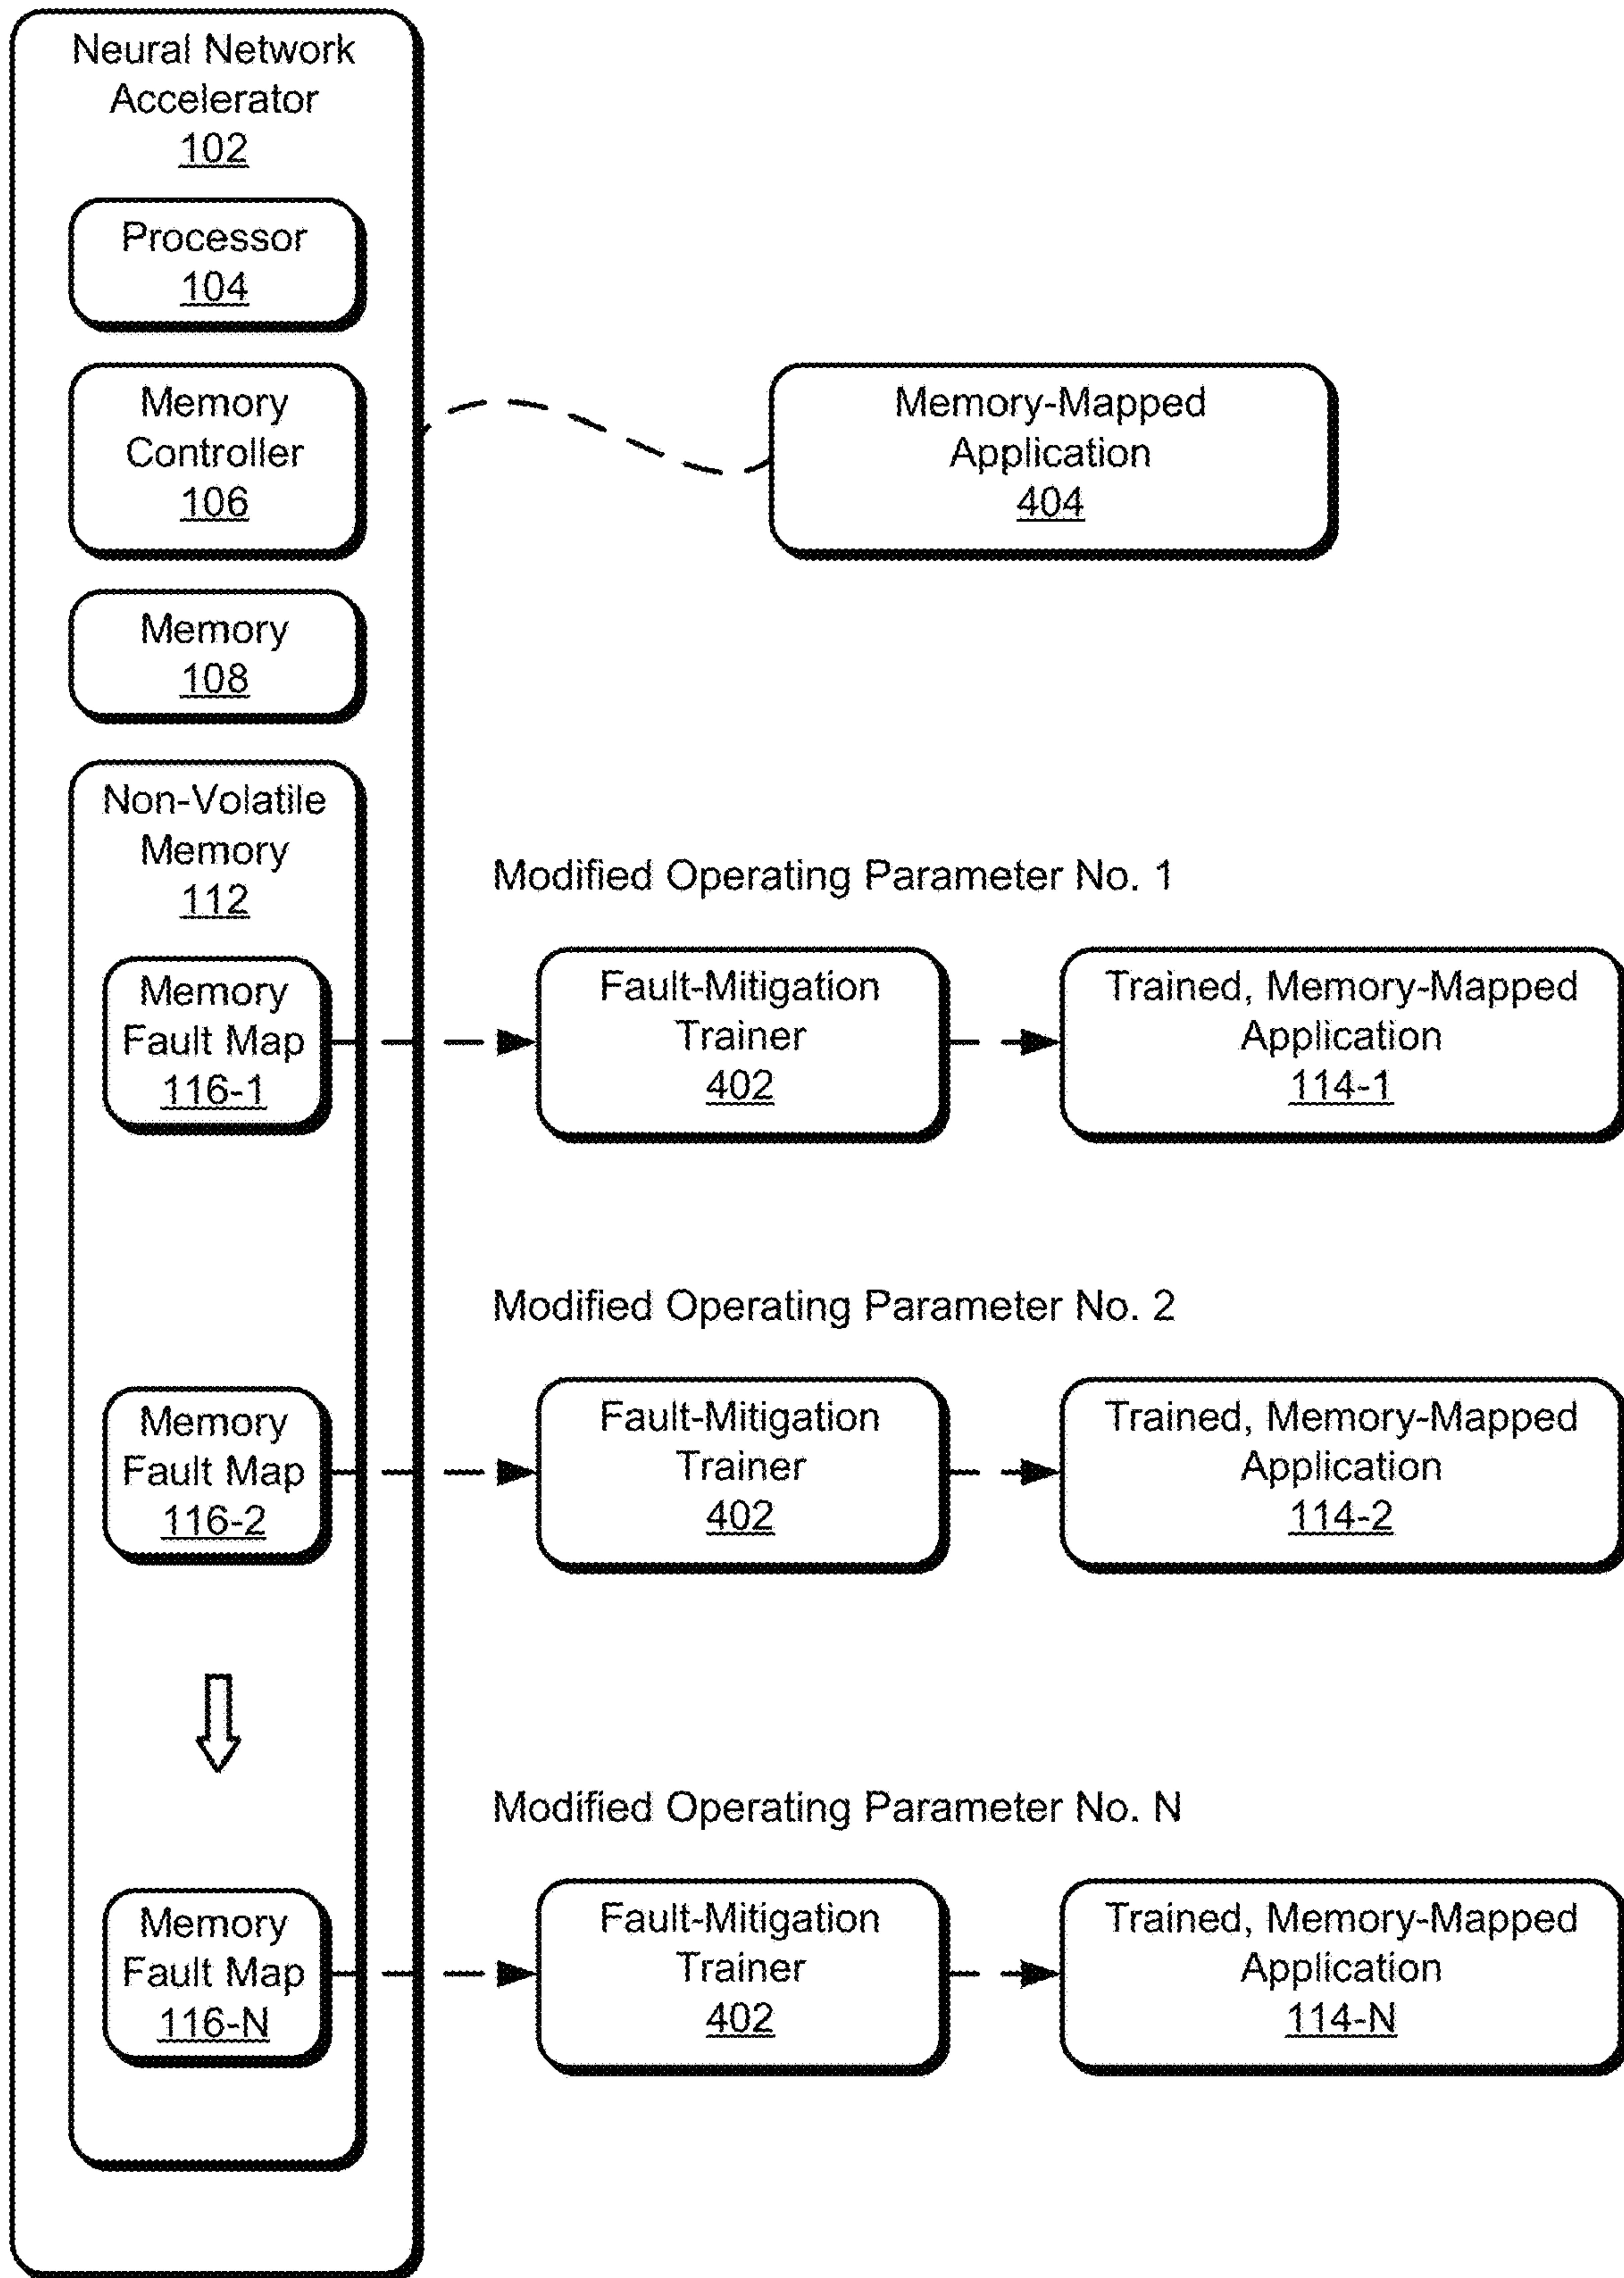 Neural Network
Accelerator
102
Processor
104
Memory
Controller
106
Memory-Mapped
Application
404
Memory
108
Non-Volatile
Memory
112
Modified Operating Parameter No. 1
Memory
Fault Map
116-1
Fault-Mitigation
Trainer
402
Trained, Memory-Mapped
Application
114-1
Modified Operating Parameter No. 2
Memory
Fault Map
116-2
Fault-Mitigation
Trainer
402
Trained, Memory-Mapped
Application
114-2
Modified Operating Parameter No. N
Memory
Fault Map
116-N
Fault-Mitigation
Trainer
402
Trained, Memory-Mapped
Application
114-N